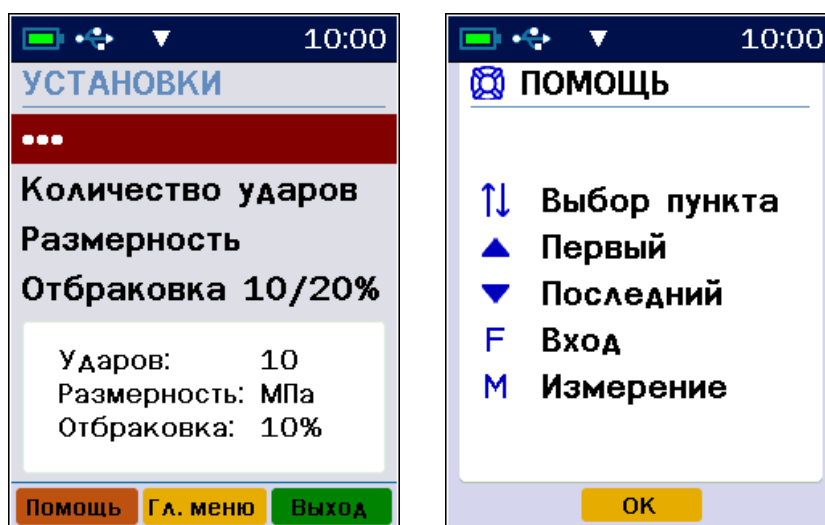 10:00
УСТАНОВКИ
•••
Количество ударов
Размерность
Отбраковка 10/20%
Ударов: 10
Размерность: МПа
Отбраковка: 10%
Помощь Гл. меню Выход
10:00
ПОМОЩЬ
Выбор пункта
Первый
Последний
F Вход
M Измерение
ОК